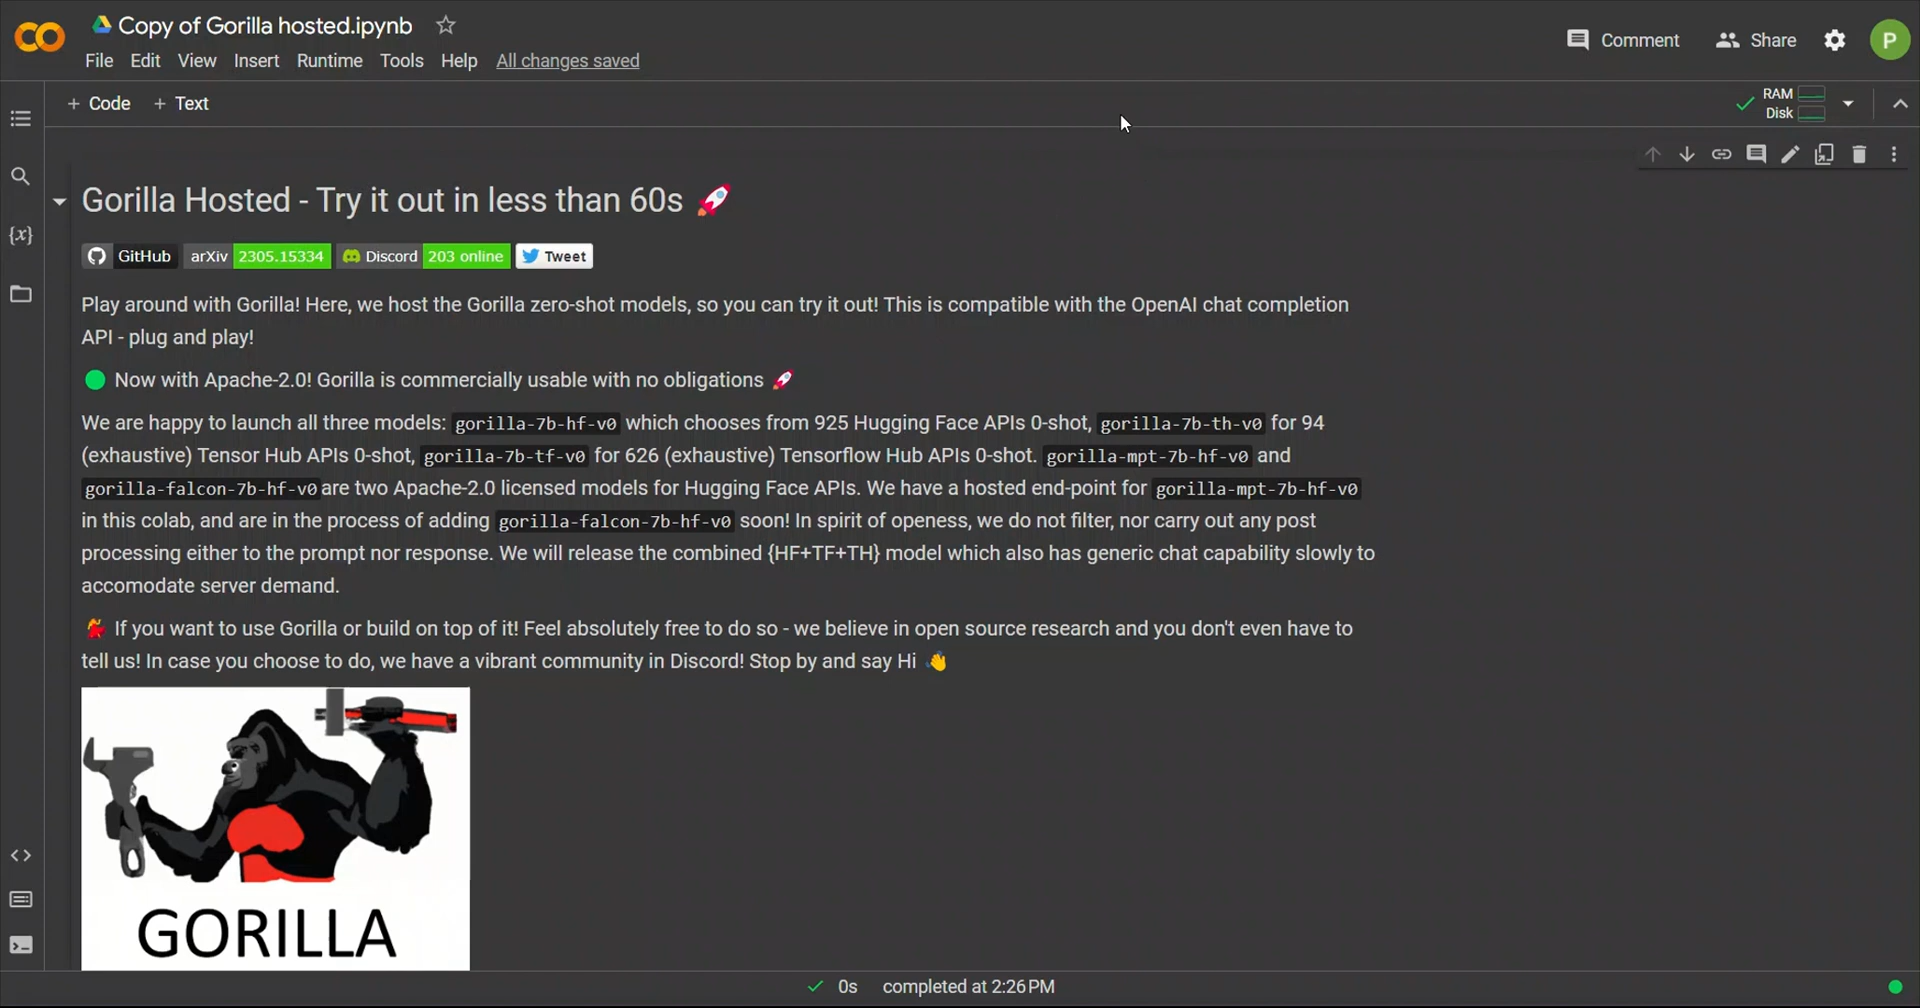 Copy of Gorilla hosted.ipynb
File Edit View Insert Runtime Tools Help All changes saved
Comment Share P
+ Code + Text
RAM
Disk
Gorilla Hosted - Try it out in less than 60s 🚀
GitHub arXiv 2305.15334 Discord 203 online Tweet
Play around with Gorilla! Here, we host the Gorilla zero-shot models, so you can try it out! This is compatible with the OpenAI chat completion
API - plug and play!
🟢 Now with Apache-2.0! Gorilla is commercially usable with no obligations 🚀
We are happy to launch all three models: gorilla-7b-hf-v0 which chooses from 925 Hugging Face APIs 0-shot, gorilla-7b-th-v0 for 94
(exhaustive) Tensor Hub APIs 0-shot, gorilla-7b-tf-v0 for 626 (exhaustive) Tensorflow Hub APIs 0-shot. gorilla-mpt-7b-hf-v0 and
gorilla-falcon-7b-hf-v0 are two Apache-2.0 licensed models for Hugging Face APIs. We have a hosted end-point for gorilla-mpt-7b-hf-v0
in this colab, and are in the process of adding gorilla-falcon-7b-hf-v0 soon! In spirit of openess, we do not filter, nor carry out any post
processing either to the prompt nor response. We will release the combined {HF+TF+TH} model which also has generic chat capability slowly to
accomodate server demand.
💃 If you want to use Gorilla or build on top of it! Feel absolutely free to do so - we believe in open source research and you don't even have to
tell us! In case you choose to do, we have a vibrant community in Discord! Stop by and say Hi 👋
GORILLA
0s completed at 2:26 PM